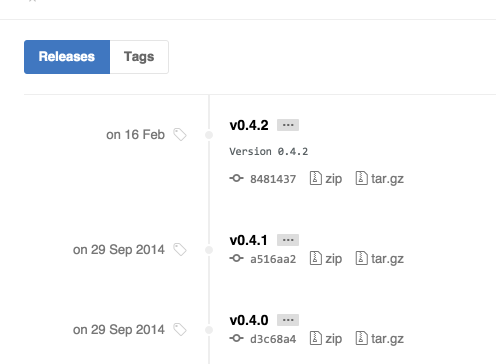 Releases Tags
on 16 Feb v0.4.2 ...
Version 0.4.2
8481437 zip tar.gz
on 29 Sep 2014 v0.4.1 ...
a516aa2 zip tar.gz
on 29 Sep 2014 v0.4.0 ...
d3c68a4 zip tar.gz